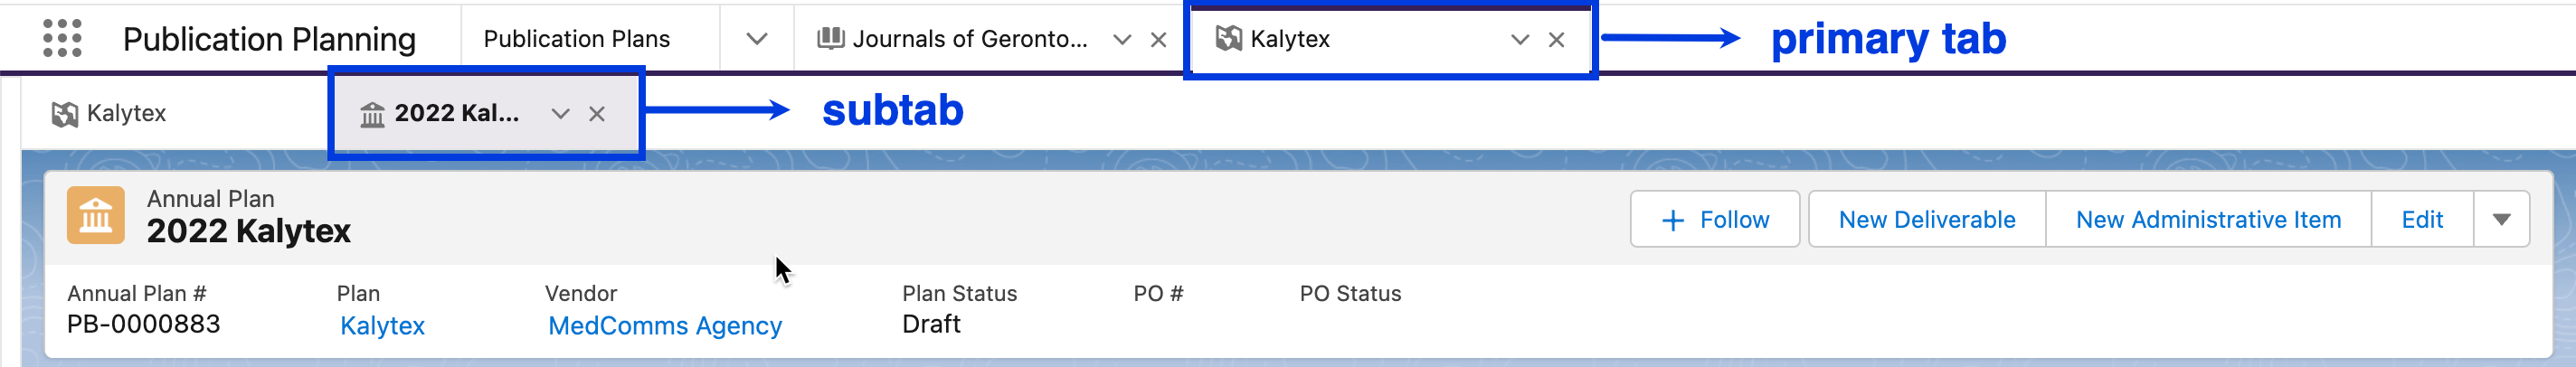 Publication Planning Publication Plans Journals of Geronto... Kalytex primary tab
Kalytex 2022 Kal... subtab
Annual Plan
2022 Kalytex
Follow New Deliverable New Administrative Item Edit
Annual Plan # Plan Vendor Plan Status PO # PO Status
PB-0000883 Kalytex MedComms Agency Draft